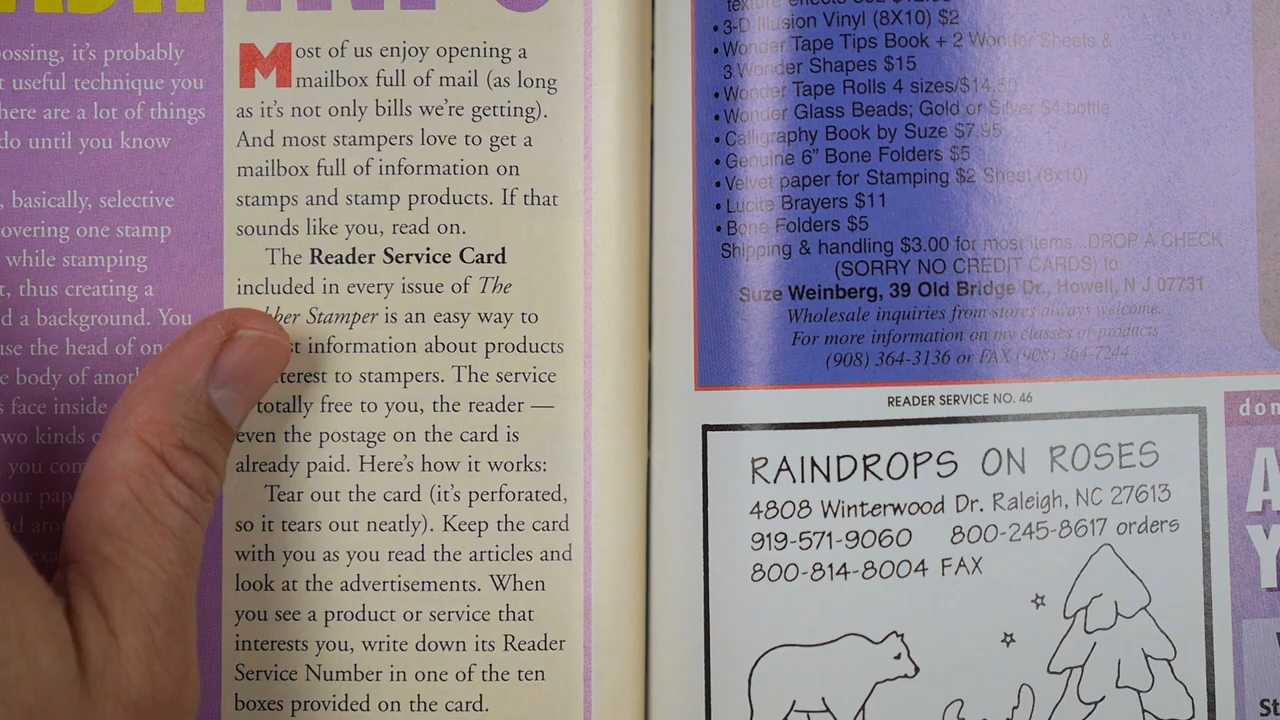 ossing, it's probably
useful technique you
here are a lot of things
do until you know
, basically, selective
overing one stamp
while stamping
, thus creating a
d a background. You
use the head of
e body of
s face inside
wo kinds
you
INFO
Most of us enjoy opening a
mailbox full of mail (as long
as it's not only bills we're getting).
And most stampers love to get a
mailbox full of information on
stamps and stamp products. If that
sounds like you, read on.
The Reader Service Card
included in every issue of The
Stamper is an easy way to
information about products
terest to stampers. The service
totally free to you, the reader —
even the postage on the card is
already paid. Here's how it works:
Tear out the card (it's perforated,
so it tears out neatly). Keep the card
with you as you read the articles and
look at the advertisements. When
you see a product or service that
interests you, write down its Reader
Service Number in one of the ten
boxes provided on the card.
• 3-D Illusion Vinyl (8X10) $2
• Wonder Tape Tips Book + 2 Wonder Sheets &
3 Wonder Shapes $15
• Wonder Tape Rolls 4 sizes/$14.50
• Wonder Glass Beads; Gold or Silver $4 bottle
• Calligraphy Book by Suze $7.95
• Genuine 6" Bone Folders $5
• Velvet paper for Stamping $2 Sheet (8x10)
• Lucite Brayers $11
• Bone Folders $5
Shipping & handling $3.00 for most items...DROP A CHECK
(SORRY NO CREDIT CARDS) to
Suze Weinberg, 39 Old Bridge Dr., Howell, N J 07731
Wholesale inquiries from stores always welcome.
For more information on my classes or products
(908) 364-3136 or FAX (908) 364-7244
READER SERVICE NO. 46
RAINDROPS ON ROSES
4808 Winterwood Dr. Raleigh, NC 27613
919-571-9060 800-245-8617 orders
800-814-8004 FAX